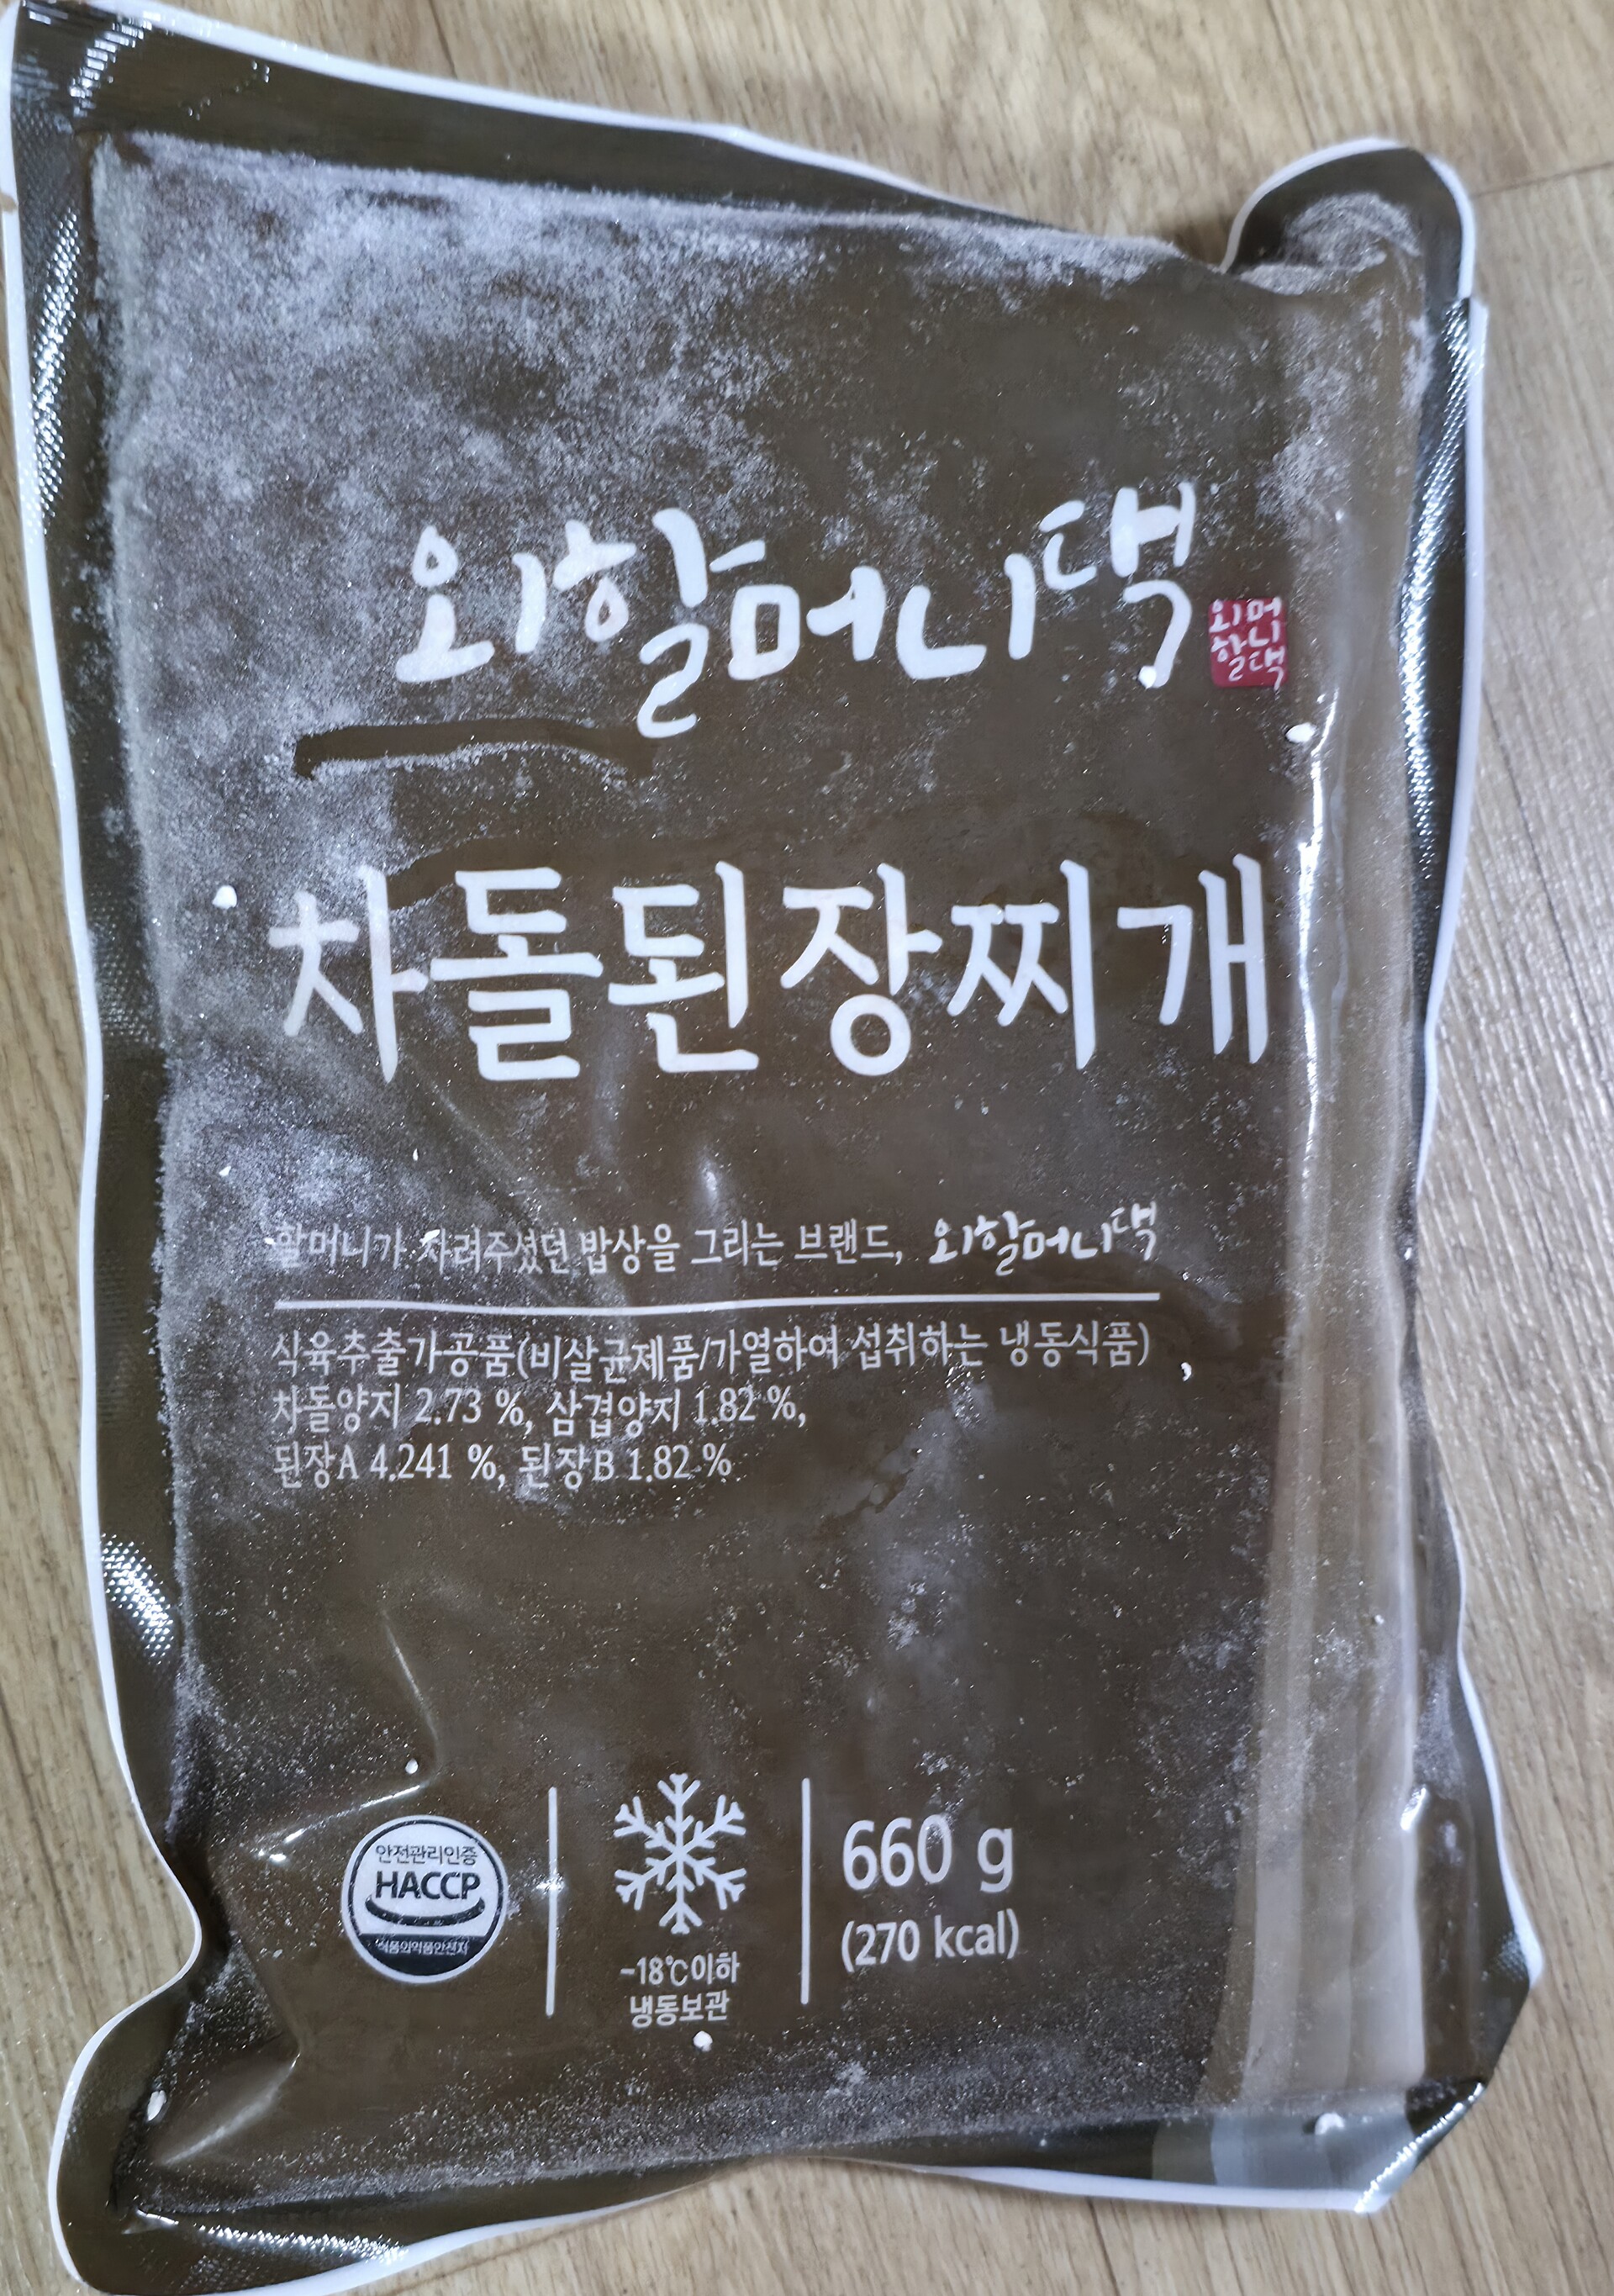 외할머니댁
외머
할니
댁
차돌된장찌개
할머니가 차려주셨던 밥상을 그리는 브랜드, 외할머니댁
식육추출가공품(비살균제품/가열하여 섭취하는 냉동식품)
차돌양지 2.73 %, 삼겹양지 1.82 %,
된장A 4.241 %, 된장B 1.82 %
안전관리인증
HACCP
식품의약품안전처
-18℃이하
냉동보관
660 g
(270 kcal)